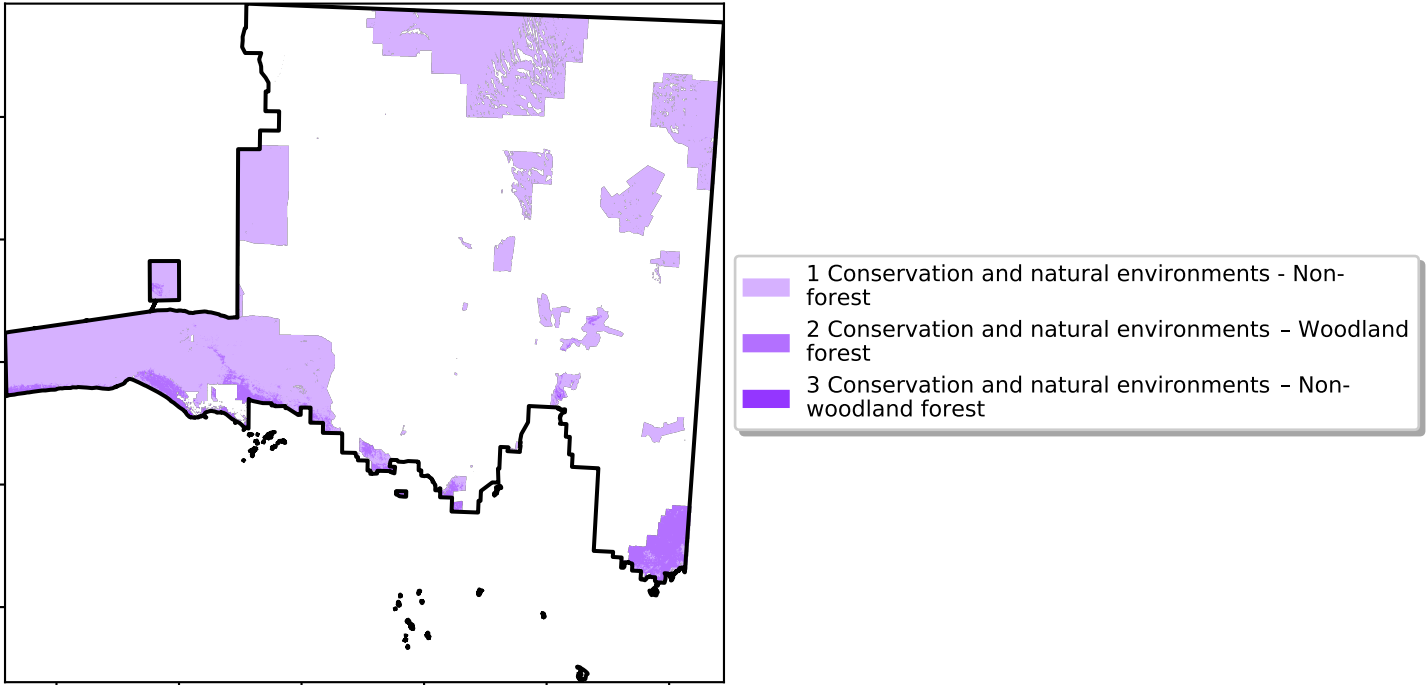 1 Conservation and natural environments - Non-
forest
2 Conservation and natural environments – Woodland
forest
3 Conservation and natural environments – Non-
woodland forest